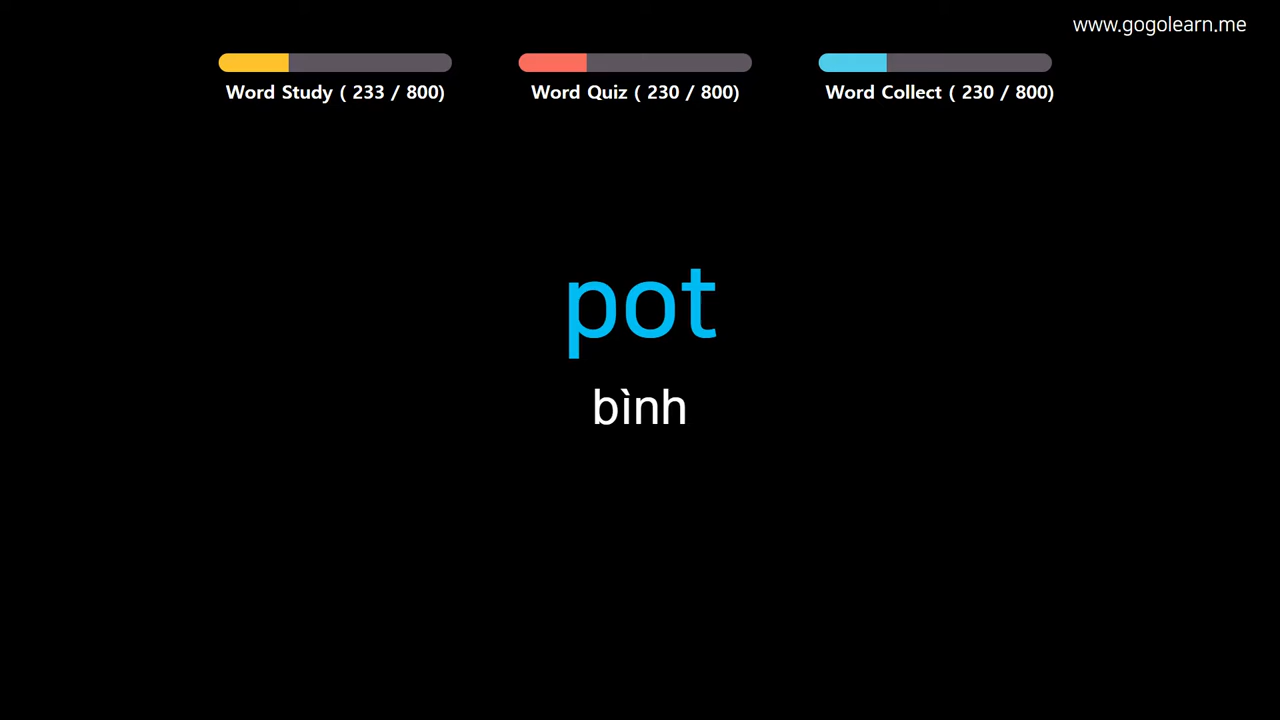 www.gogolearn.me
Word Study ( 233 / 800)
Word Quiz ( 230 / 800)
Word Collect ( 230 / 800)
pot
bình